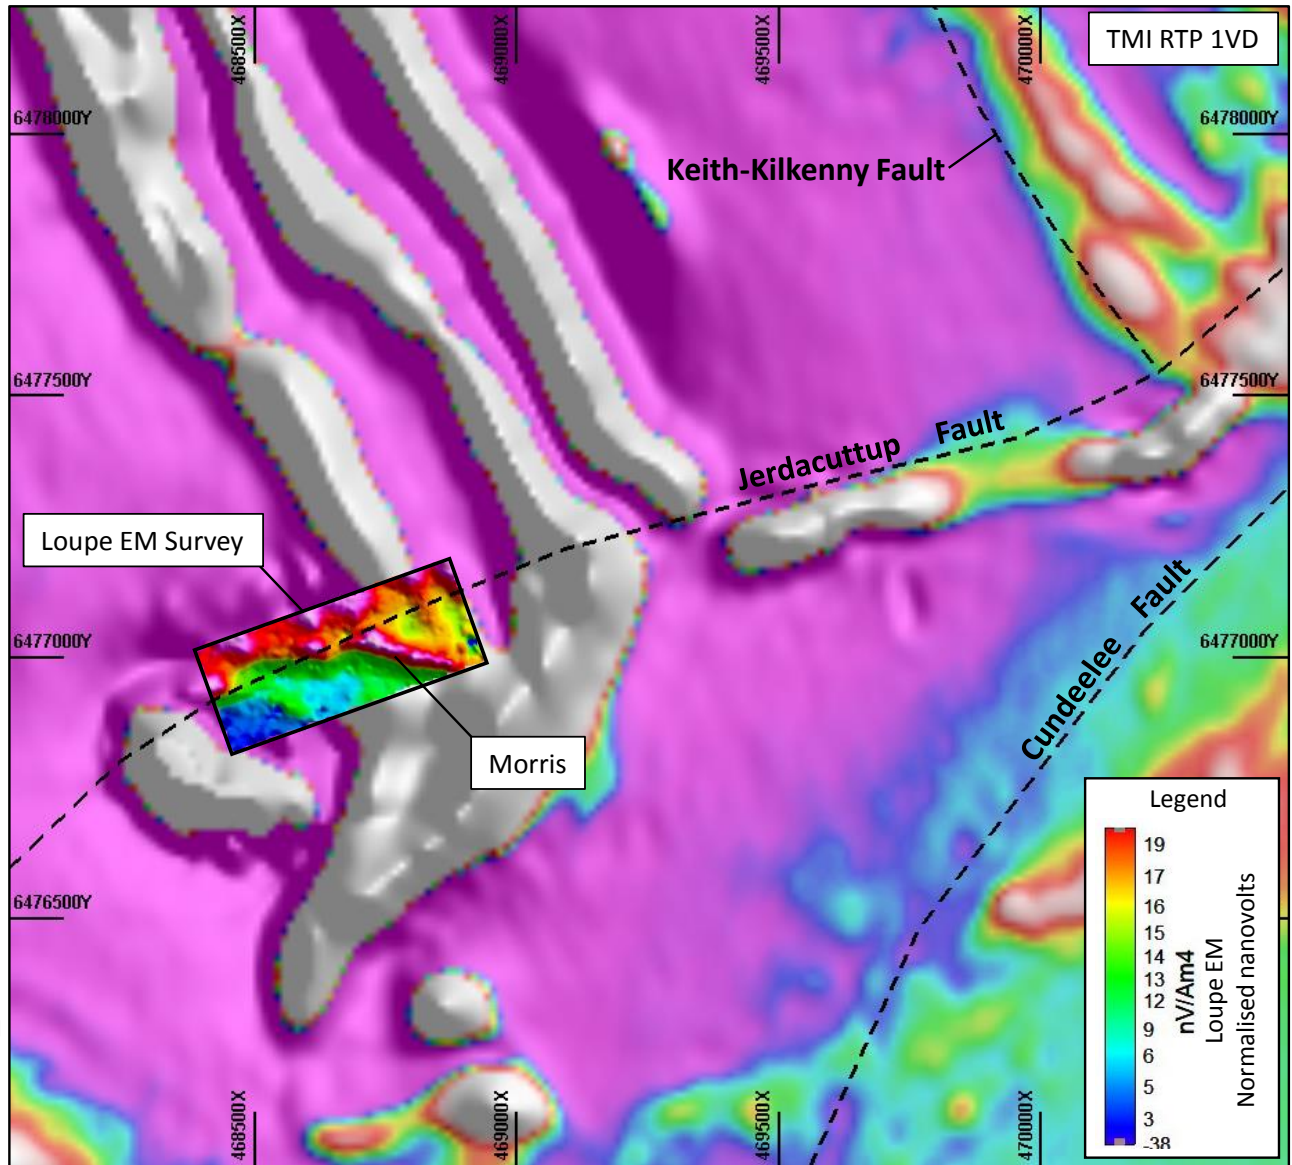 468500X
469000X
469500X
470000X
TMI RTP 1VD
6478000Y
6478000Y
Keith-Kilkenny Fault
6477500Y
6477500Y
Jerdacuttup Fault
Loupe EM Survey
6477000Y
6477000Y
Cundeelee Fault
Morris
6476500Y
Legend
19
17
16
15
14
13
12
9
6
5
3
-38
nV/Am4
Loupe EM
Normalised nanovolts
468500X
469000X
469500X
470000X